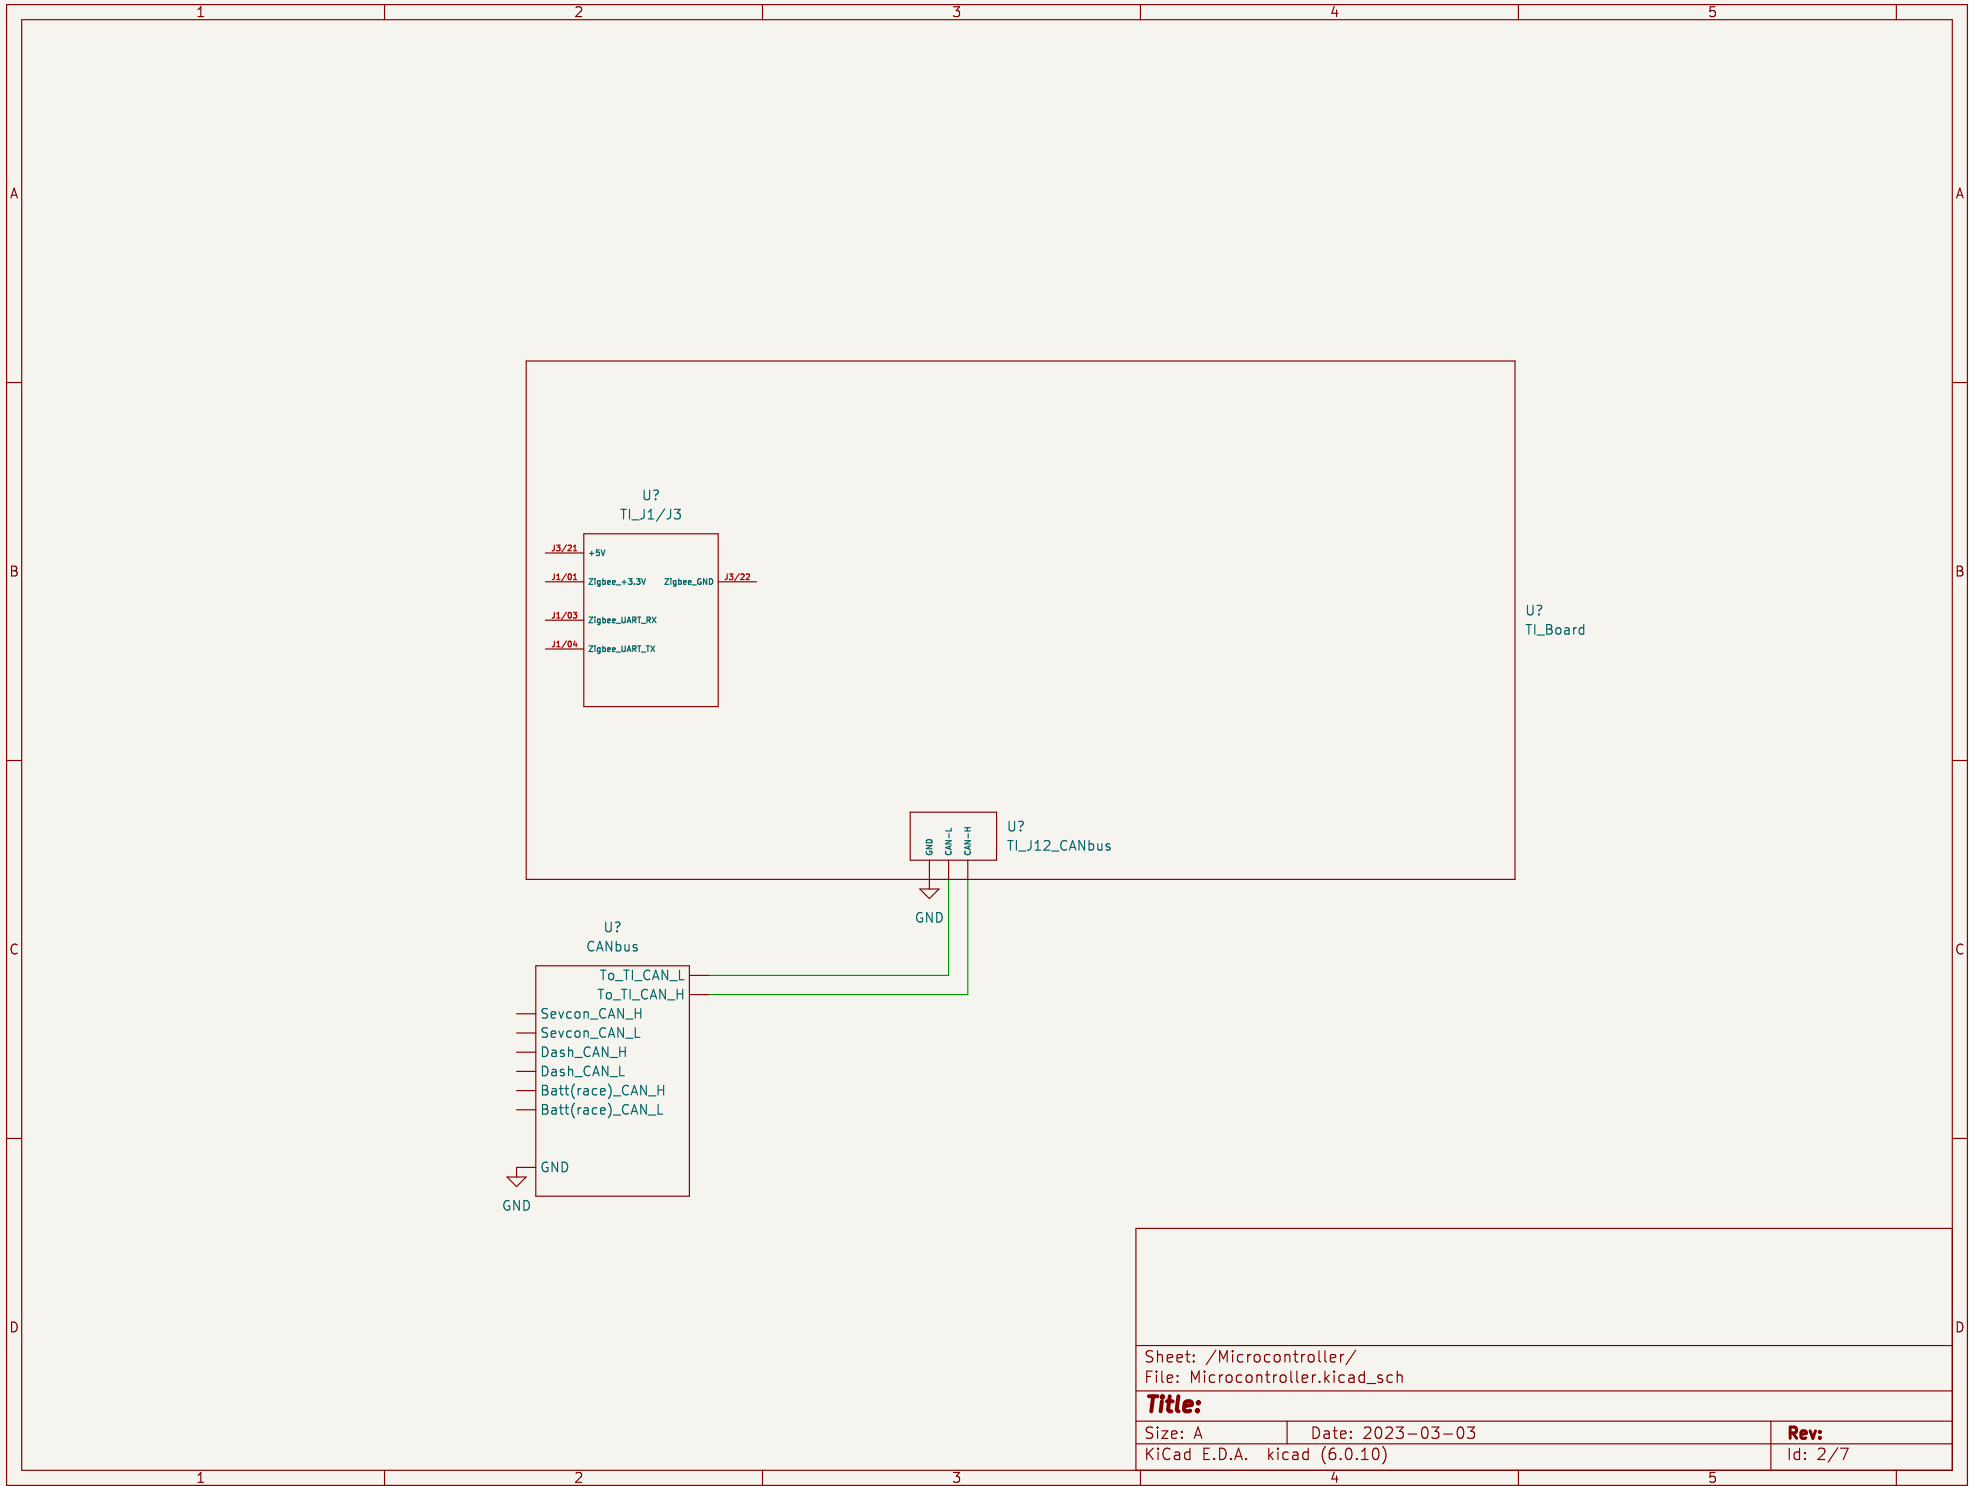 1 2 3 4 5
A A
U?
TI_J1/J3
J3/21 +5V
J1/01 Zigbee_+3.3V Zigbee_GND J3/22
B B
J1/03 Zigbee_UART_RX
J1/04 Zigbee_UART_TX
U?
TI_Board
GND CAN-L CAN-H
U?
TI_J12_CANbus
GND
U?
CANbus
C C
To_TI_CAN_L
To_TI_CAN_H
Sevcon_CAN_H
Sevcon_CAN_L
Dash_CAN_H
Dash_CAN_L
Batt(race)_CAN_H
Batt(race)_CAN_L
GND
GND
D D
Sheet: /Microcontroller/
File: Microcontroller.kicad_sch
Title:
Size: A Date: 2023-03-03 Rev:
KiCad E.D.A. kicad (6.0.10) Id: 2/7
1 2 3 4 5